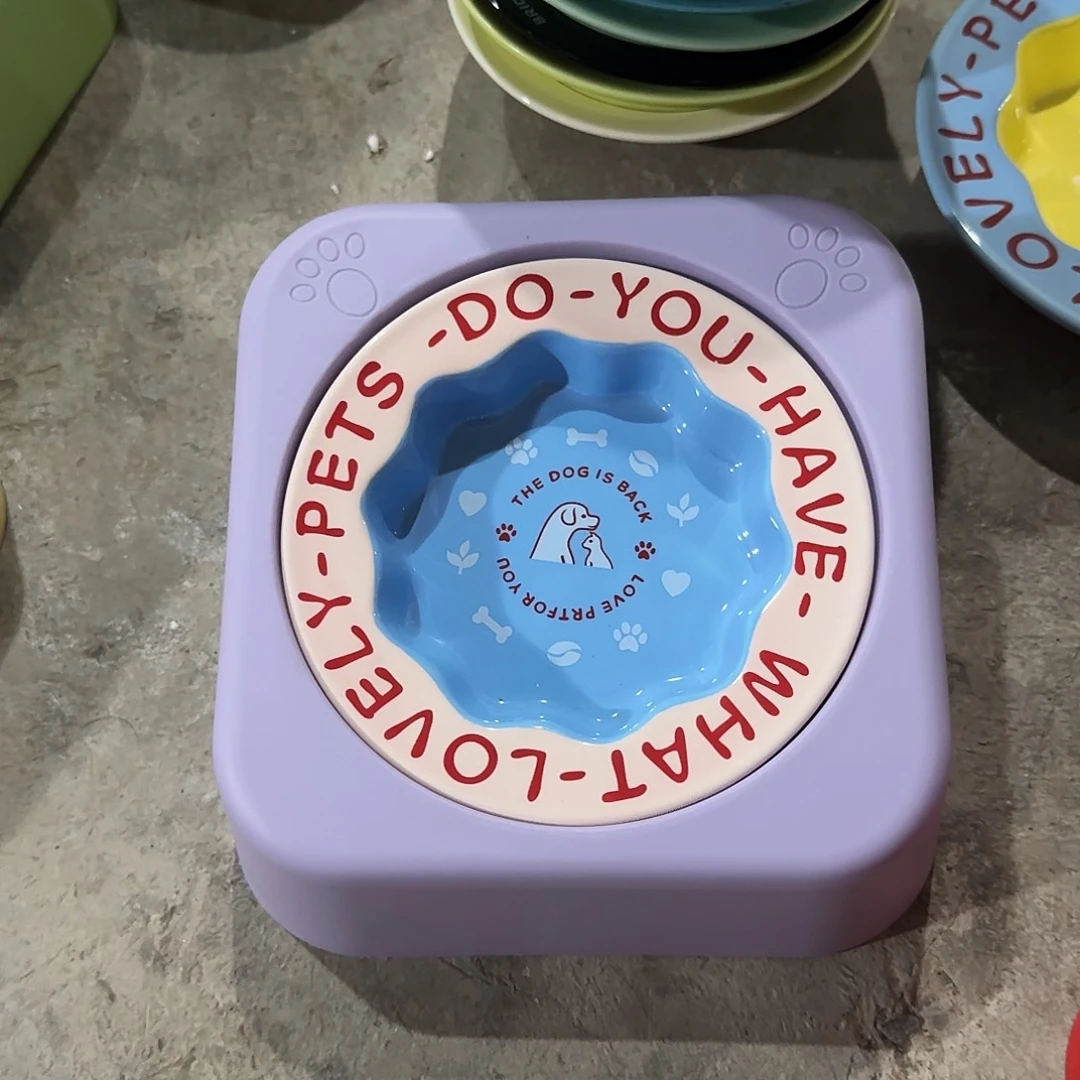 -DO-YOU-HAVE-WHAT-LOVELY-PETS
THE DOG IS BACK
LOVE PRTFOR YOU
LOVELY-PE